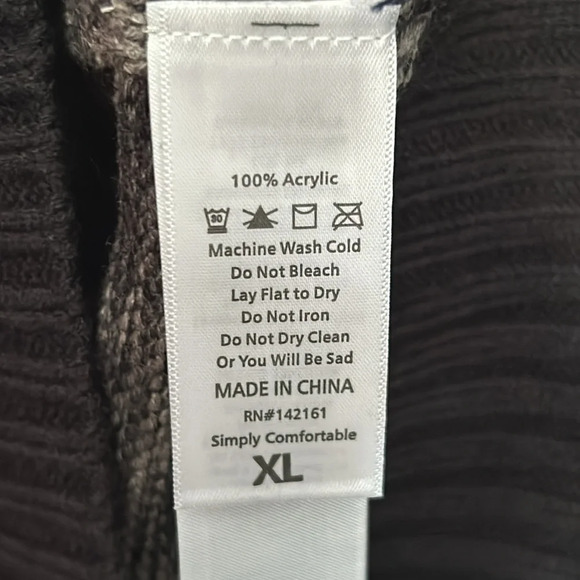 100% Acrylic
30
Machine Wash Cold
Do Not Bleach
Lay Flat to Dry
Do Not Iron
Do Not Dry Clean
Or You Will Be Sad
MADE IN CHINA
RN#142161
Simply Comfortable
XL